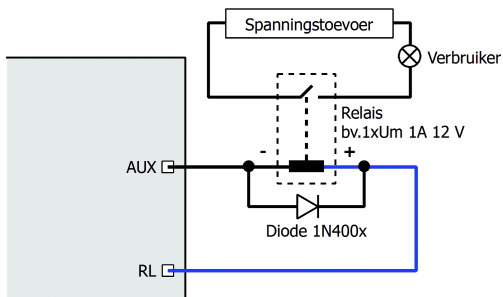 Spanningstoevoer
Verbruiker
Relais
bv.1xUm 1A 12 V
- +
AUX
Diode 1N400x
RL